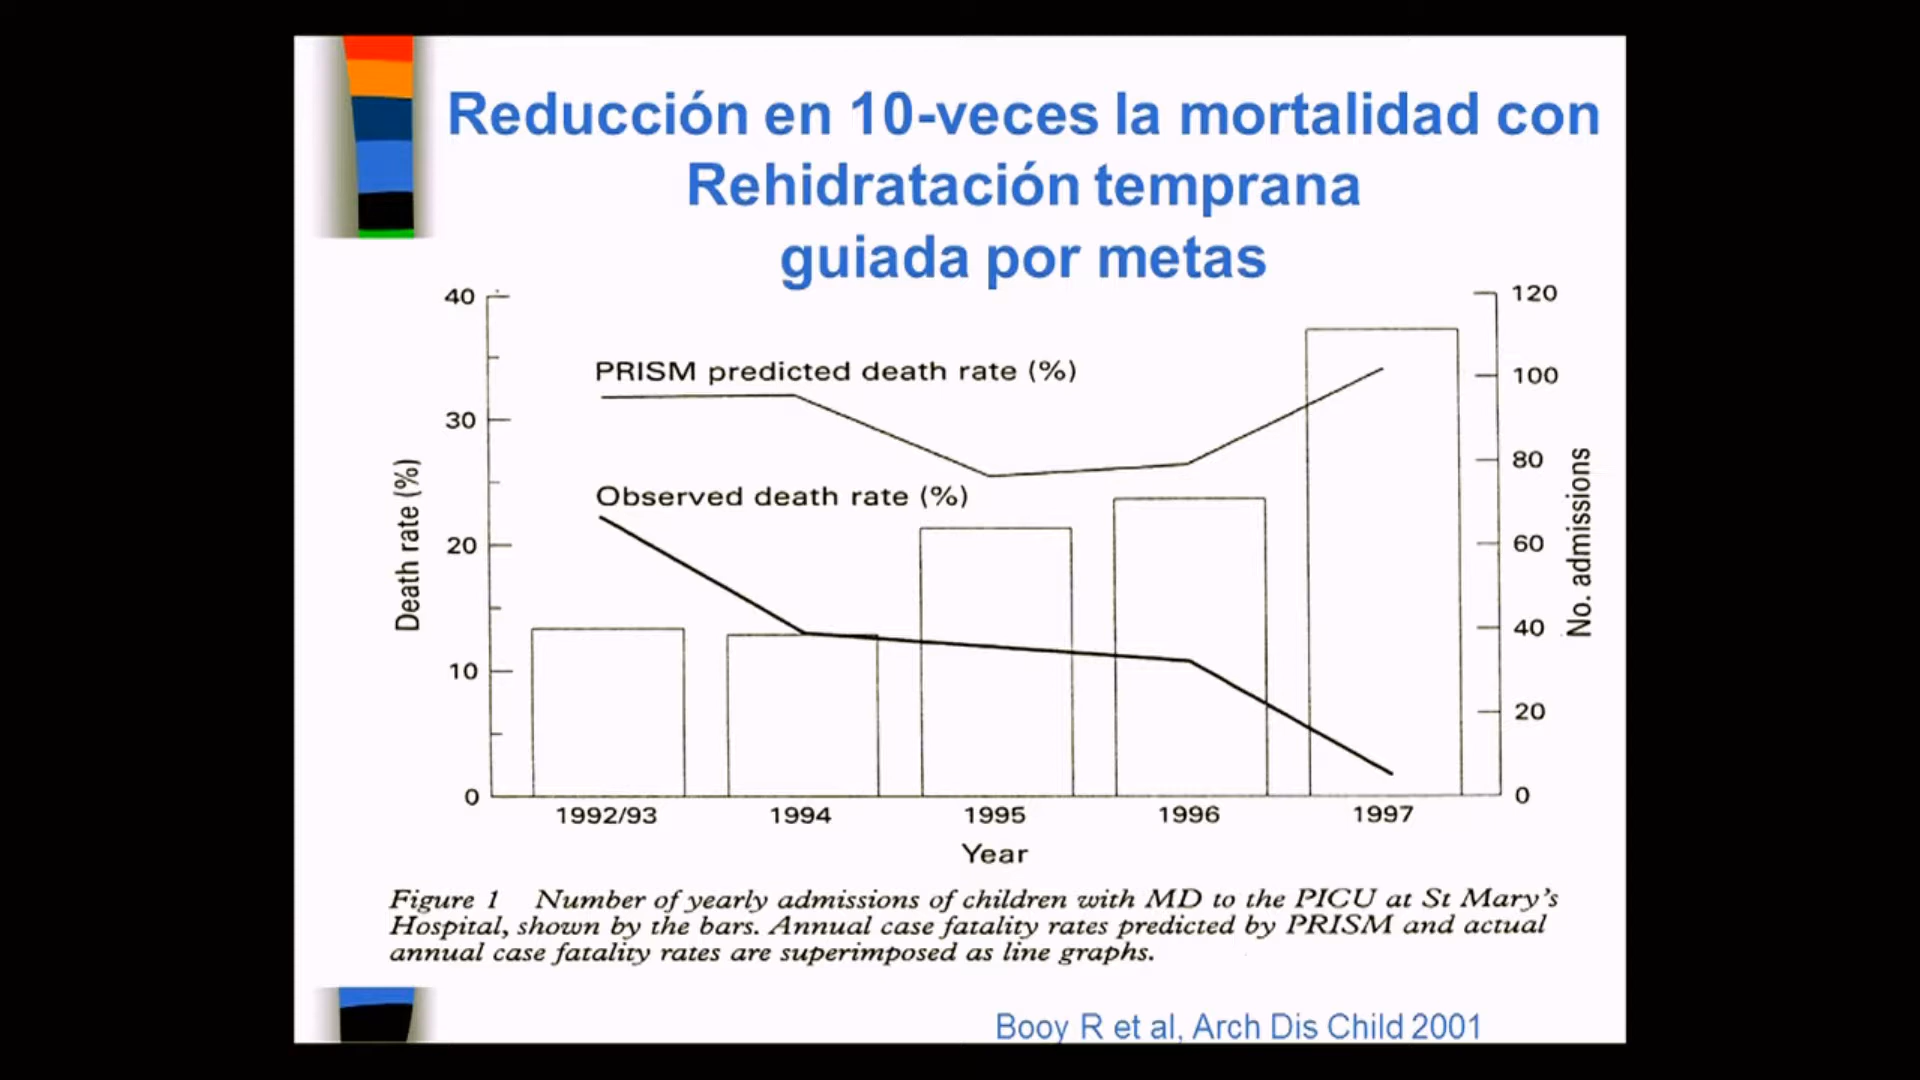 Reducción en 10-veces la mortalidad con
Rehidratación temprana
guiada por metas
40
30
20
10
0
Death rate (%)
PRISM predicted death rate (%)
Observed death rate (%)
120
100
80
60
40
20
0
No. admissions
1992/93 1994 1995 1996 1997
Year
Figure 1 Number of yearly admissions of children with MD to the PICU at St Mary's
Hospital, shown by the bars. Annual case fatality rates predicted by PRISM and actual
annual case fatality rates are superimposed as line graphs.
Booy R et al, Arch Dis Child 2001